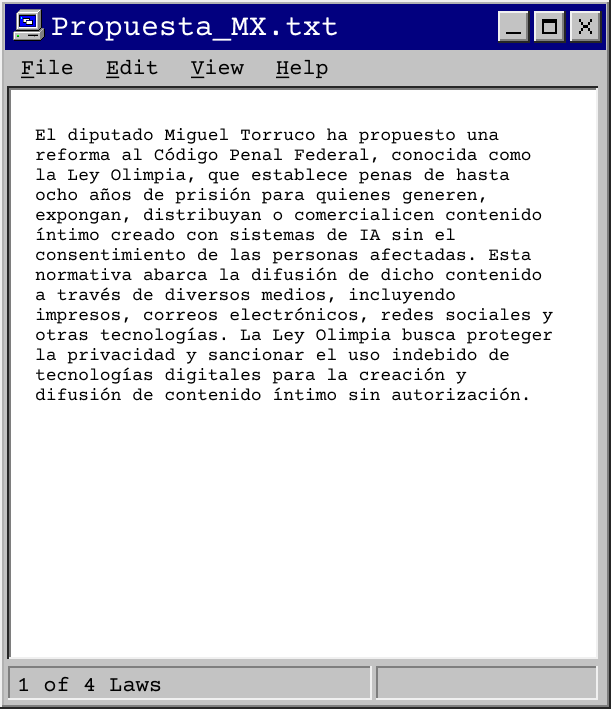 Propuesta_MX.txt
File Edit View Help
El diputado Miguel Torruco ha propuesto una
reforma al Código Penal Federal, conocida como
la Ley Olimpia, que establece penas de hasta
ocho años de prisión para quienes generen,
expongan, distribuyan o comercialicen contenido
íntimo creado con sistemas de IA sin el
consentimiento de las personas afectadas. Esta
normativa abarca la difusión de dicho contenido
a través de diversos medios, incluyendo
impresos, correos electrónicos, redes sociales y
otras tecnologías. La Ley Olimpia busca proteger
la privacidad y sancionar el uso indebido de
tecnologías digitales para la creación y
difusión de contenido íntimo sin autorización.
1 of 4 Laws